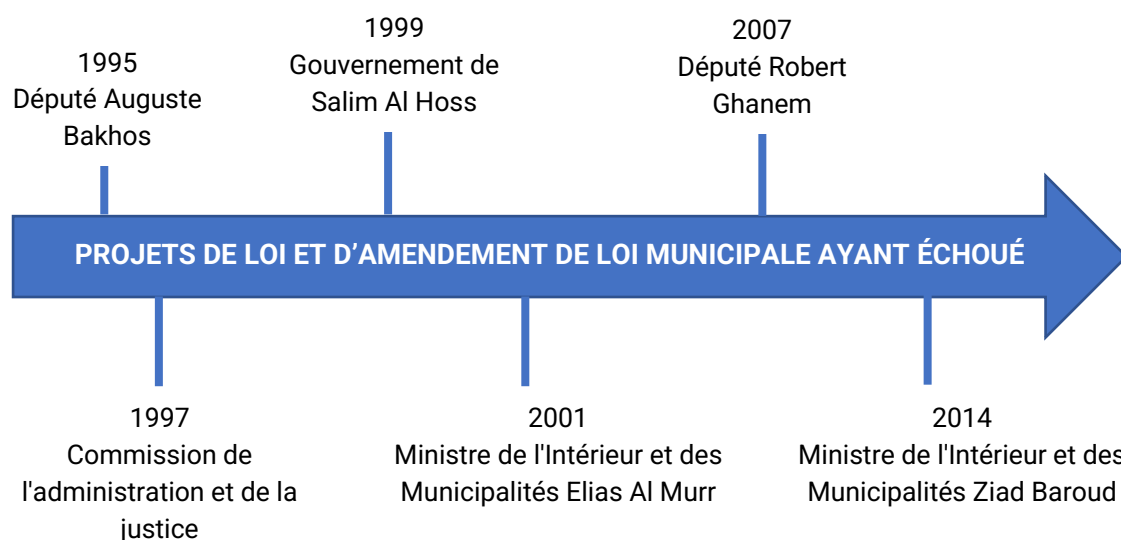 1995
Député Auguste
Bakhos
1999
Gouvernement de
Salim Al Hoss
2007
Député Robert
Ghanem
PROJETS DE LOI ET D’AMENDEMENT DE LOI MUNICIPALE AYANT ÉCHOUÉ
1997
Commission de
l'administration et de la
justice
2001
Ministre de l'Intérieur et des
Municipalités Elias Al Murr
2014
Ministre de l'Intérieur et des
Municipalités Ziad Baroud